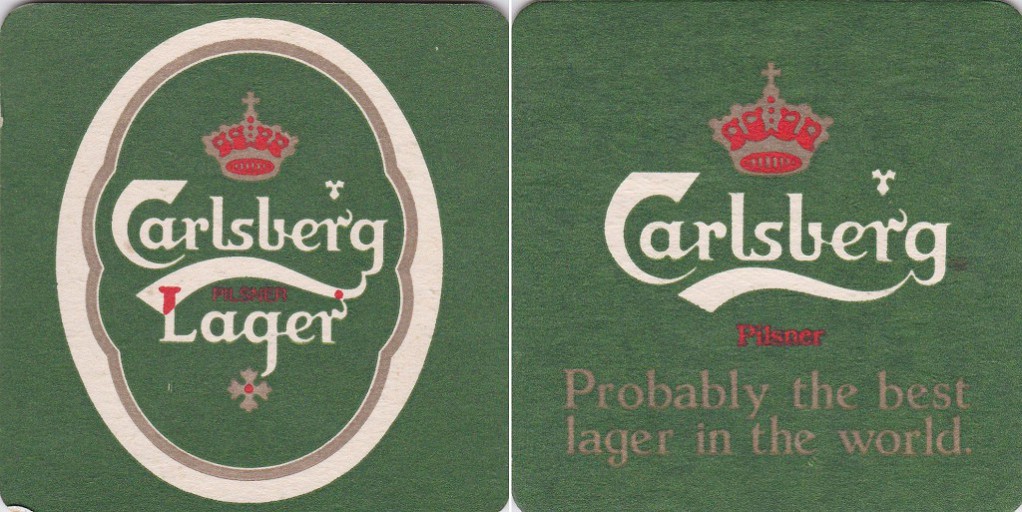 Carlsberg
PILSNER
Lager
Carlsberg
Pilsner
Probably the best
lager in the world.